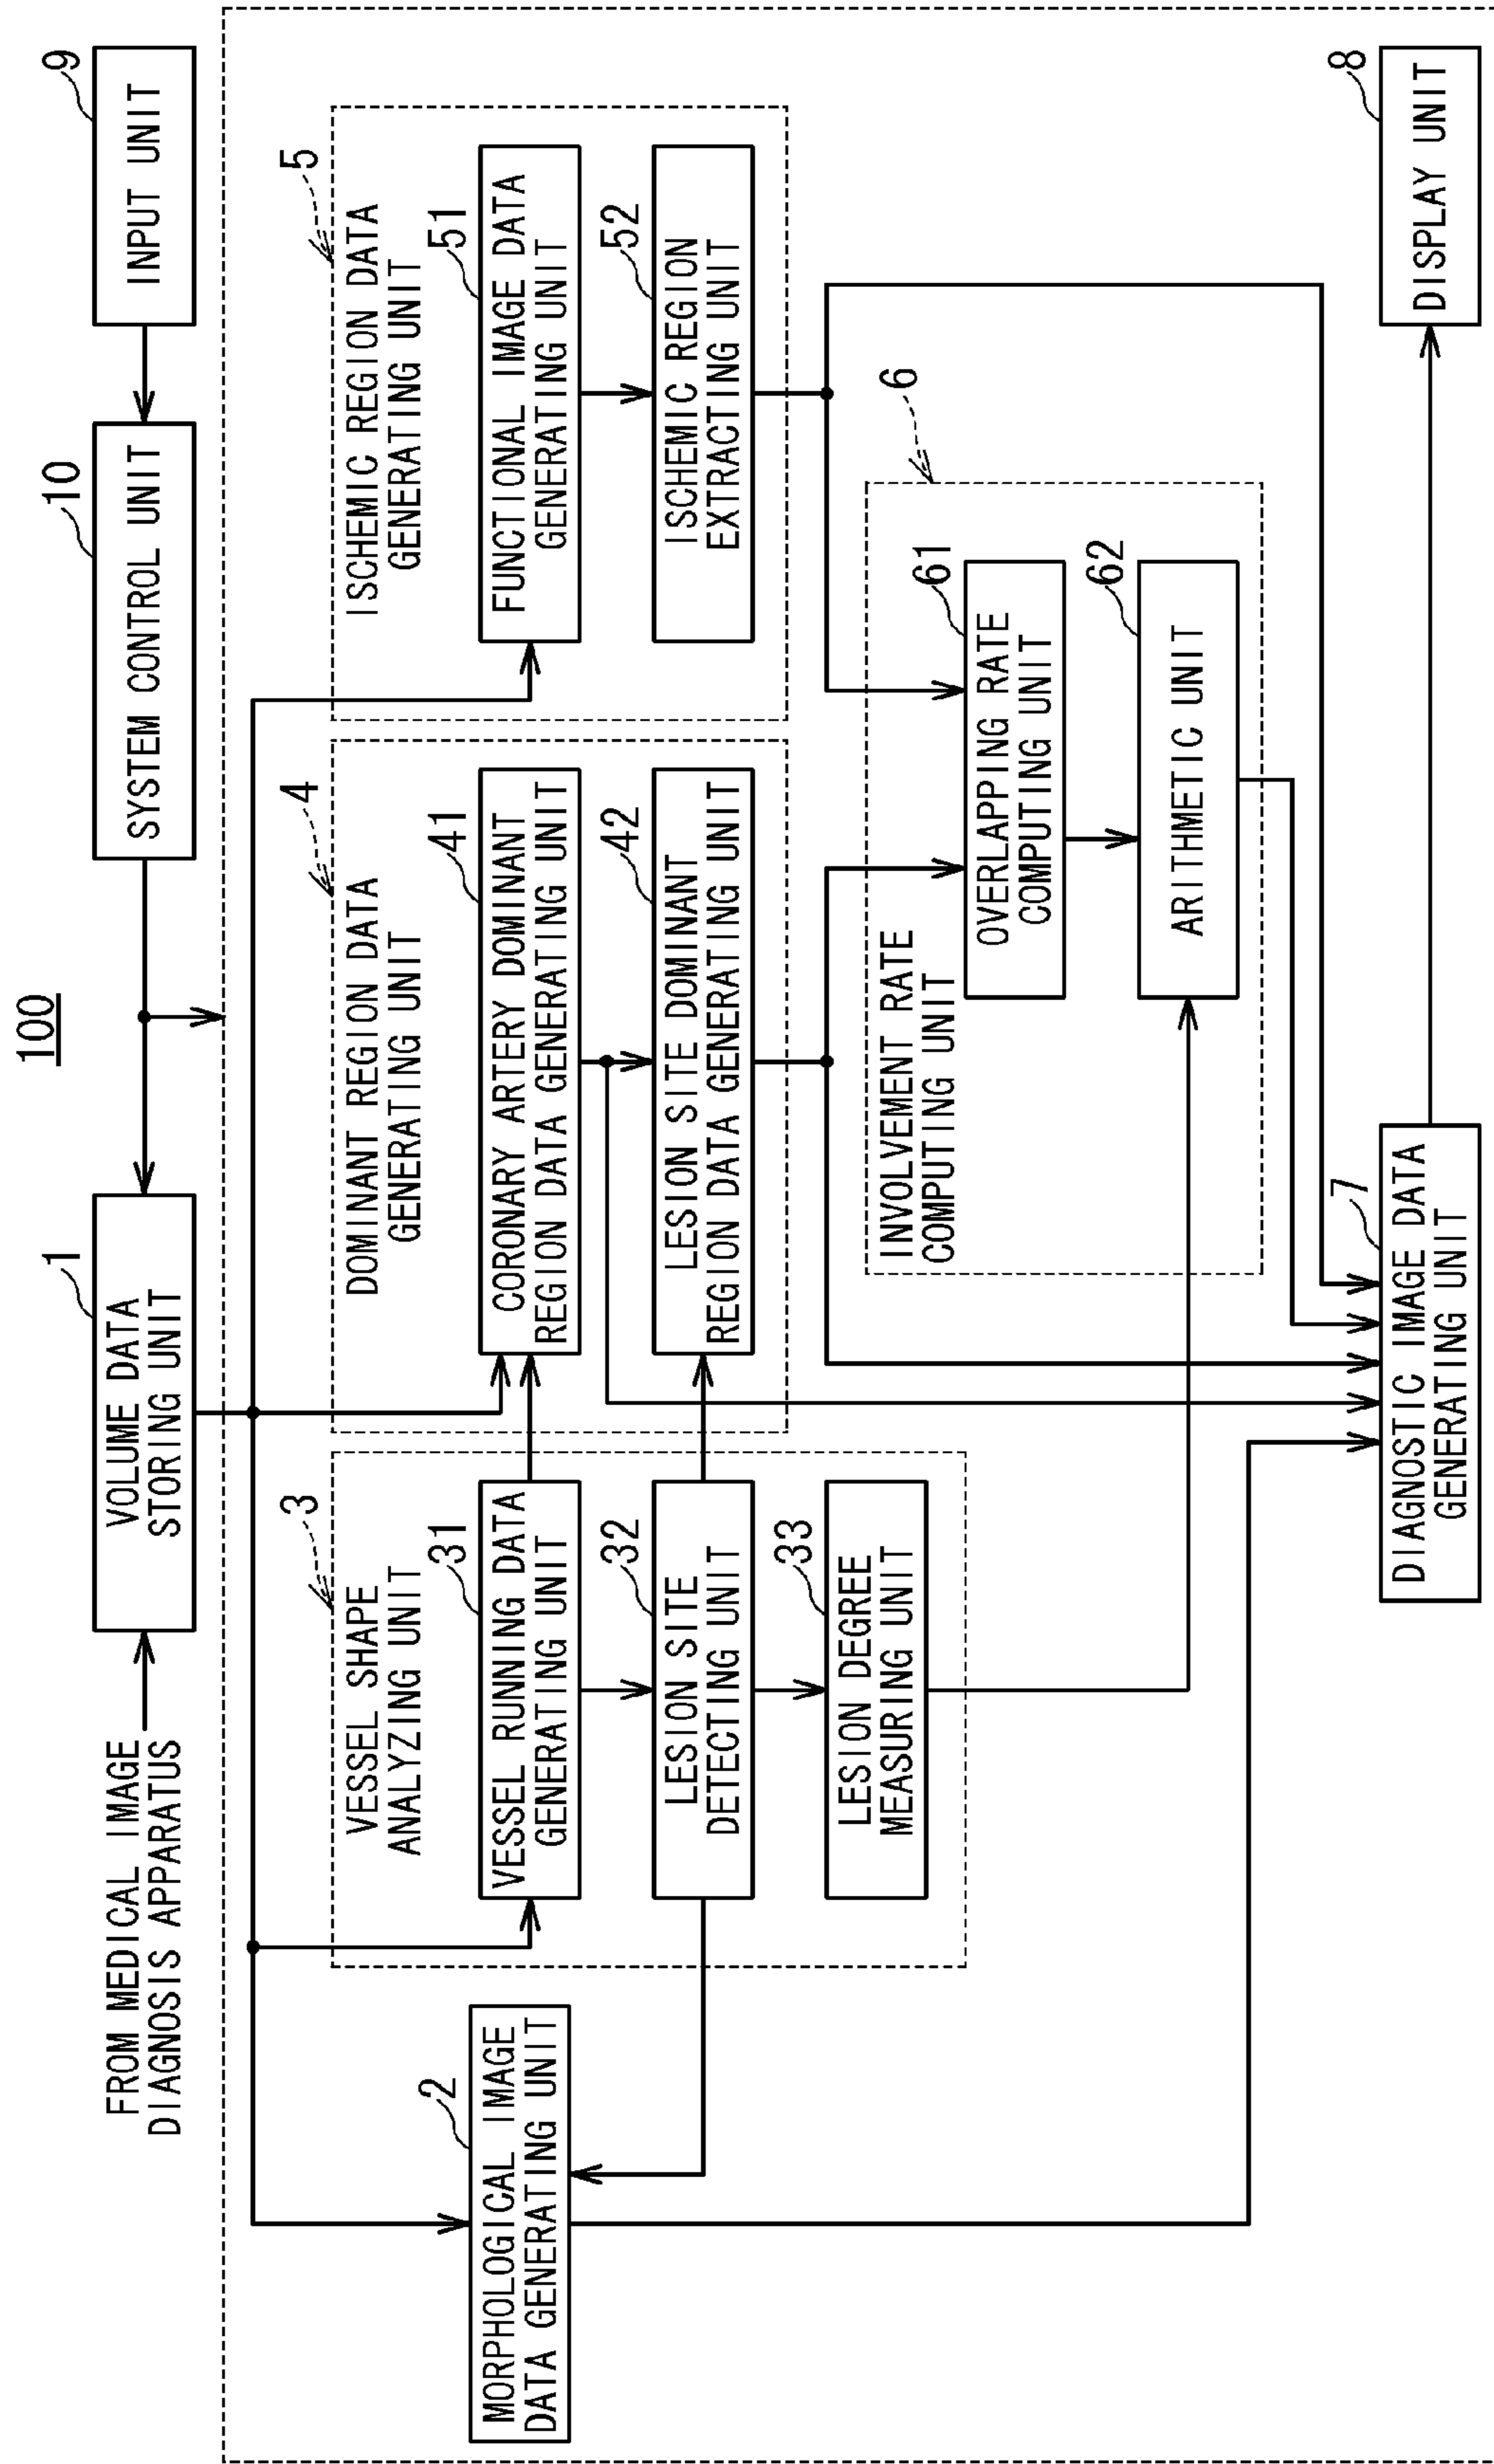 100
FROM MEDICAL IMAGE
DIAGNOSIS APPARATUS
1
VOLUME DATA
STORING UNIT
10
SYSTEM CONTROL UNIT
9
INPUT UNIT
2
MORPHOLOGICAL IMAGE
DATA GENERATING UNIT
3
VESSEL SHAPE
ANALYZING UNIT
31
VESSEL RUNNING DATA
GENERATING UNIT
32
LESION SITE
DETECTING UNIT
33
LESION DEGREE
MEASURING UNIT
4
DOMINANT REGION DATA
GENERATING UNIT
41
CORONARY ARTERY DOMINANT
REGION DATA GENERATING UNIT
42
LESION SITE DOMINANT
REGION DATA GENERATING UNIT
5
ISCHEMIC REGION DATA
GENERATING UNIT
51
FUNCTIONAL IMAGE DATA
GENERATING UNIT
52
ISCHEMIC REGION
EXTRACTING UNIT
6
INVOLVEMENT RATE
COMPUTING UNIT
61
OVERLAPPING RATE
COMPUTING UNIT
62
ARITHMETIC UNIT
7
DIAGNOSTIC IMAGE DATA
GENERATING UNIT
8
DISPLAY UNIT